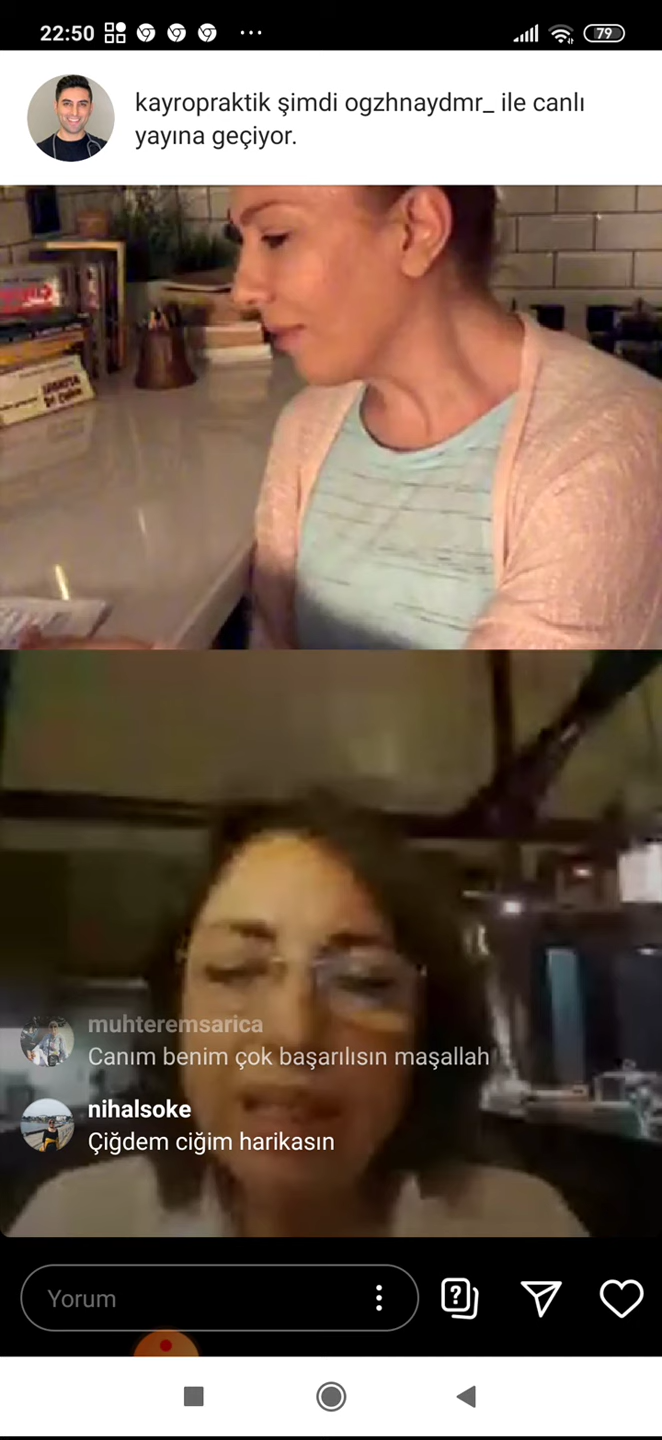 22:50
79
kayropraktik şimdi ogzhnaydmr_ ile canlı
yayına geçiyor.
muhteremsarica
Canım benim çok başarılısın maşallah
nihalsoke
Çiğdem ciğim harikasın
Yorum